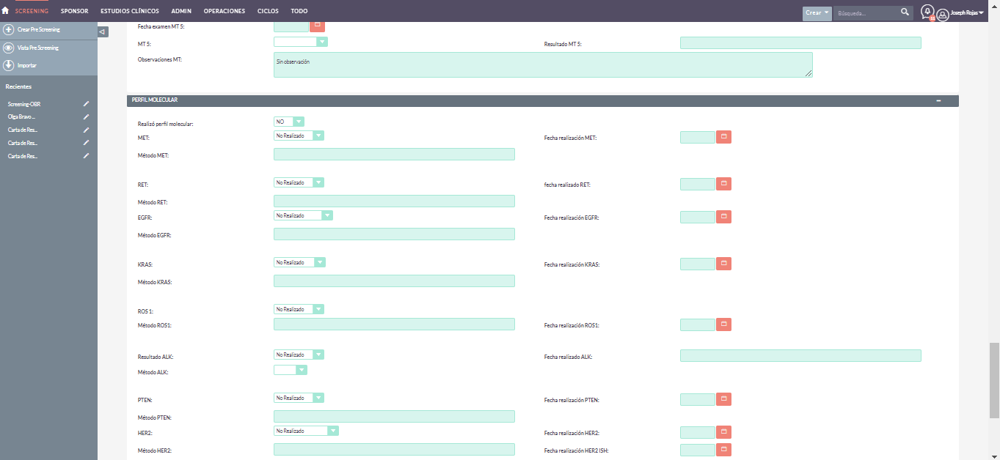 SCREENING SPONSOR ESTUDIOS CLÍNICOS ADMIN OPERACIONES CICLOS TODO Crear Búsqueda... Joseph Rojas
Crear Pre Screening
Vista Pre Screening
Importar
Recientes
Screening-OBR
Olga Bravo ...
Carta de Res...
Carta de Res...
Carta de Res...
Fecha examen MT 5:
MT 5: Resultado MT 5:
Observaciones MT: Sin observación
PERFIL MOLECULAR
Realizó perfil molecular: NO
MET: No Realizado Fecha realización MET:
Método MET:
RET: No Realizado fecha realizado RET:
Método RET:
EGFR: No Realizado Fecha realización EGFR:
Método EGFR:
KRAS: No Realizado Fecha realización KRAS:
Método KRAS:
ROS 1: No Realizado
Método ROS1: Fecha realización ROS1:
Resultado ALK: No Realizado Fecha realizado ALK:
Método ALK:
PTEN: No Realizado Fecha realización PTEN:
Método PTEN:
HER2: No Realizado Fecha realización HER2:
Método HER2: Fecha realización HER2 ISH: